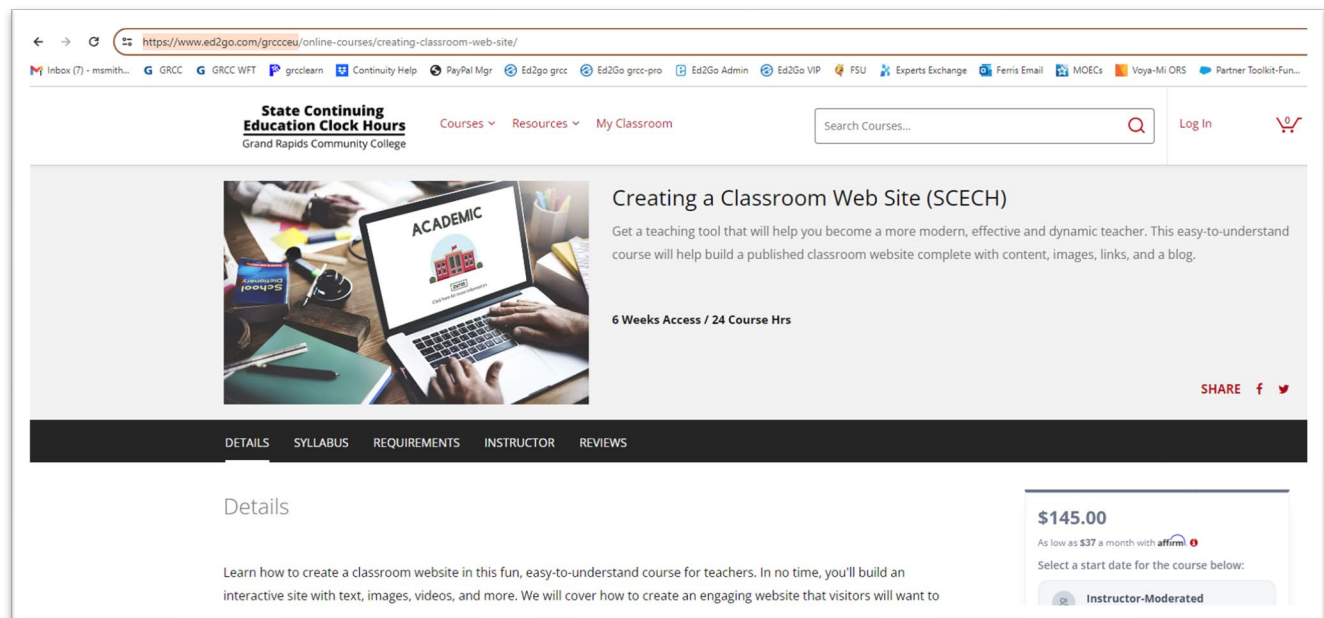 https://www.ed2go.com/grccceu/online-courses/creating-classroom-web-site/
Inbox (7) - msmith... GRCC GRCC WFT grcclearn Continuity Help PayPal Mgr Ed2go grcc Ed2Go grcc-pro Ed2Go Admin Ed2Go VIP FSU Experts Exchange Ferris Email MOECs Voya-Mi ORS Partner Toolkit-Fun...
State Continuing
Education Clock Hours
Grand Rapids Community College
Courses Resources My Classroom
Search Courses...
Log In
0
ACADEMIC
ENTER
School
Dictionary
Creating a Classroom Web Site (SCECH)
Get a teaching tool that will help you become a more modern, effective and dynamic teacher. This easy-to-understand
course will help build a published classroom website complete with content, images, links, and a blog.
6 Weeks Access / 24 Course Hrs
SHARE
DETAILS SYLLABUS REQUIREMENTS INSTRUCTOR REVIEWS
Details
Learn how to create a classroom website in this fun, easy-to-understand course for teachers. In no time, you'll build an
interactive site with text, images, videos, and more. We will cover how to create an engaging website that visitors will want to
$145.00
As low as $37 a month with affirm
Select a start date for the course below:
Instructor-Moderated